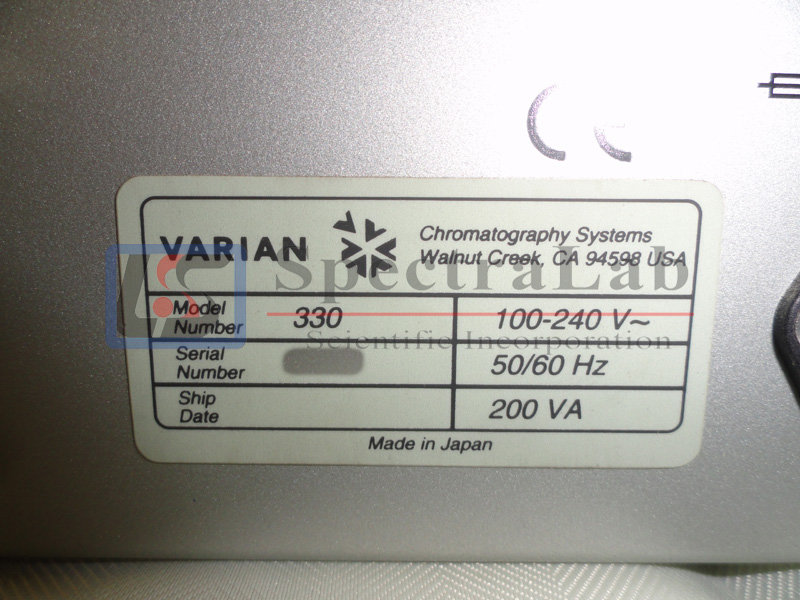 CE
VARIAN
Chromatography Systems
Walnut Creek, CA 94598 USA
SpectraLab
Scientific Incorporation
Model
Number
330
100-240 V~
Serial
Number
50/60 Hz
Ship
Date
200 VA
Made in Japan